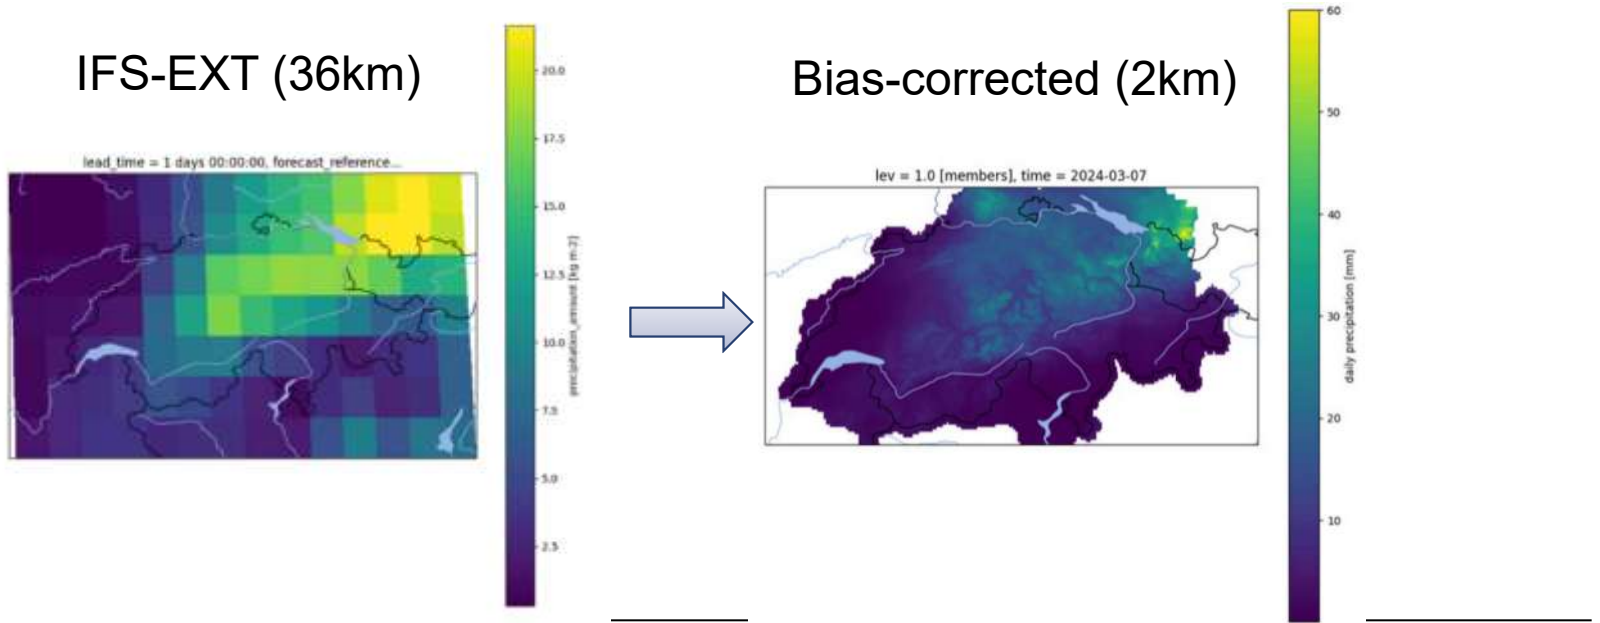 IFS-EXT (36km)
lead_time = 1 days 00:00:00, forecast_reference...
20.0
17.5
15.0
12.5
10.0
7.5
5.0
2.5
precipitation_amount [kg m-2]
Bias-corrected (2km)
lev = 1.0 [members], time = 2024-03-07
60
50
40
30
20
10
daily precipitation [mm]